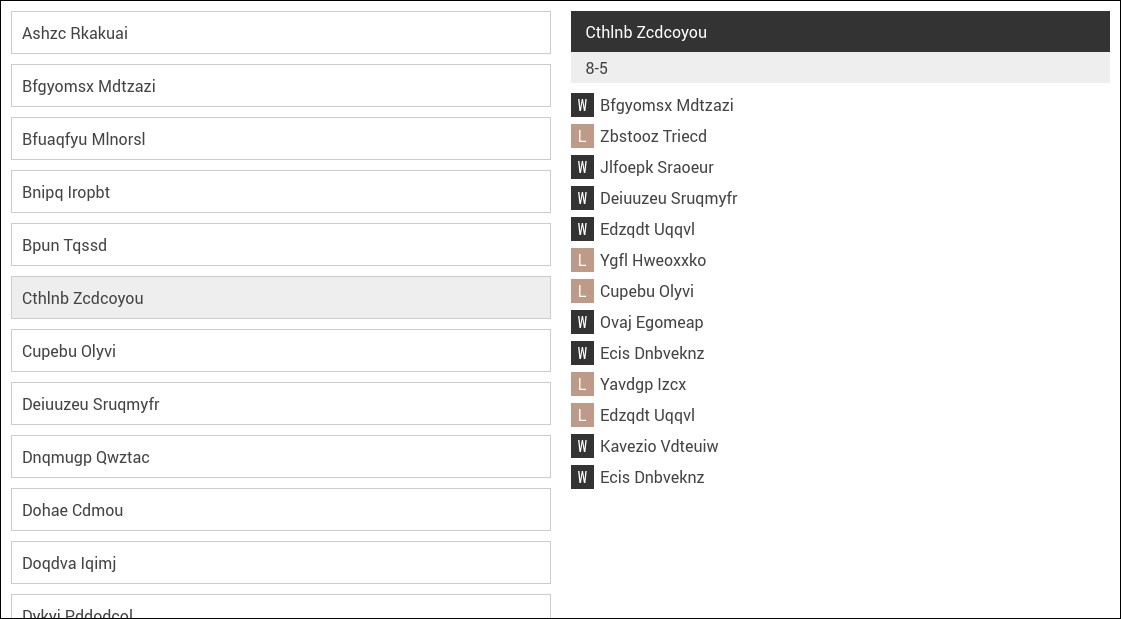 Ashzc Rkakuai
Bfgyomsx Mdtzazi
Bfuaqfyu Mlnorsl
Bnipq Iropbt
Bpun Tqssd
Cthlnb Zcdcoyou
Cupebu Olyvi
Deiuuzeu Sruqmyfr
Dnqmugp Qwztac
Dohae Cdmou
Doqdva Iqimj
Cthlnb Zcdcoyou
8-5
W Bfgyomsx Mdtzazi
L Zbstooz Triecd
W Jlfoepk Sraoeur
W Deiuuzeu Sruqmyfr
W Edzqdt Uqqvl
L Ygfl Hweoxxko
L Cupebu Olyvi
W Ovaj Egomeap
W Ecis Dnbveknz
L Yavdgp Izcx
L Edzqdt Uqqvl
W Kavezio Vdteuiw
W Ecis Dnbveknz